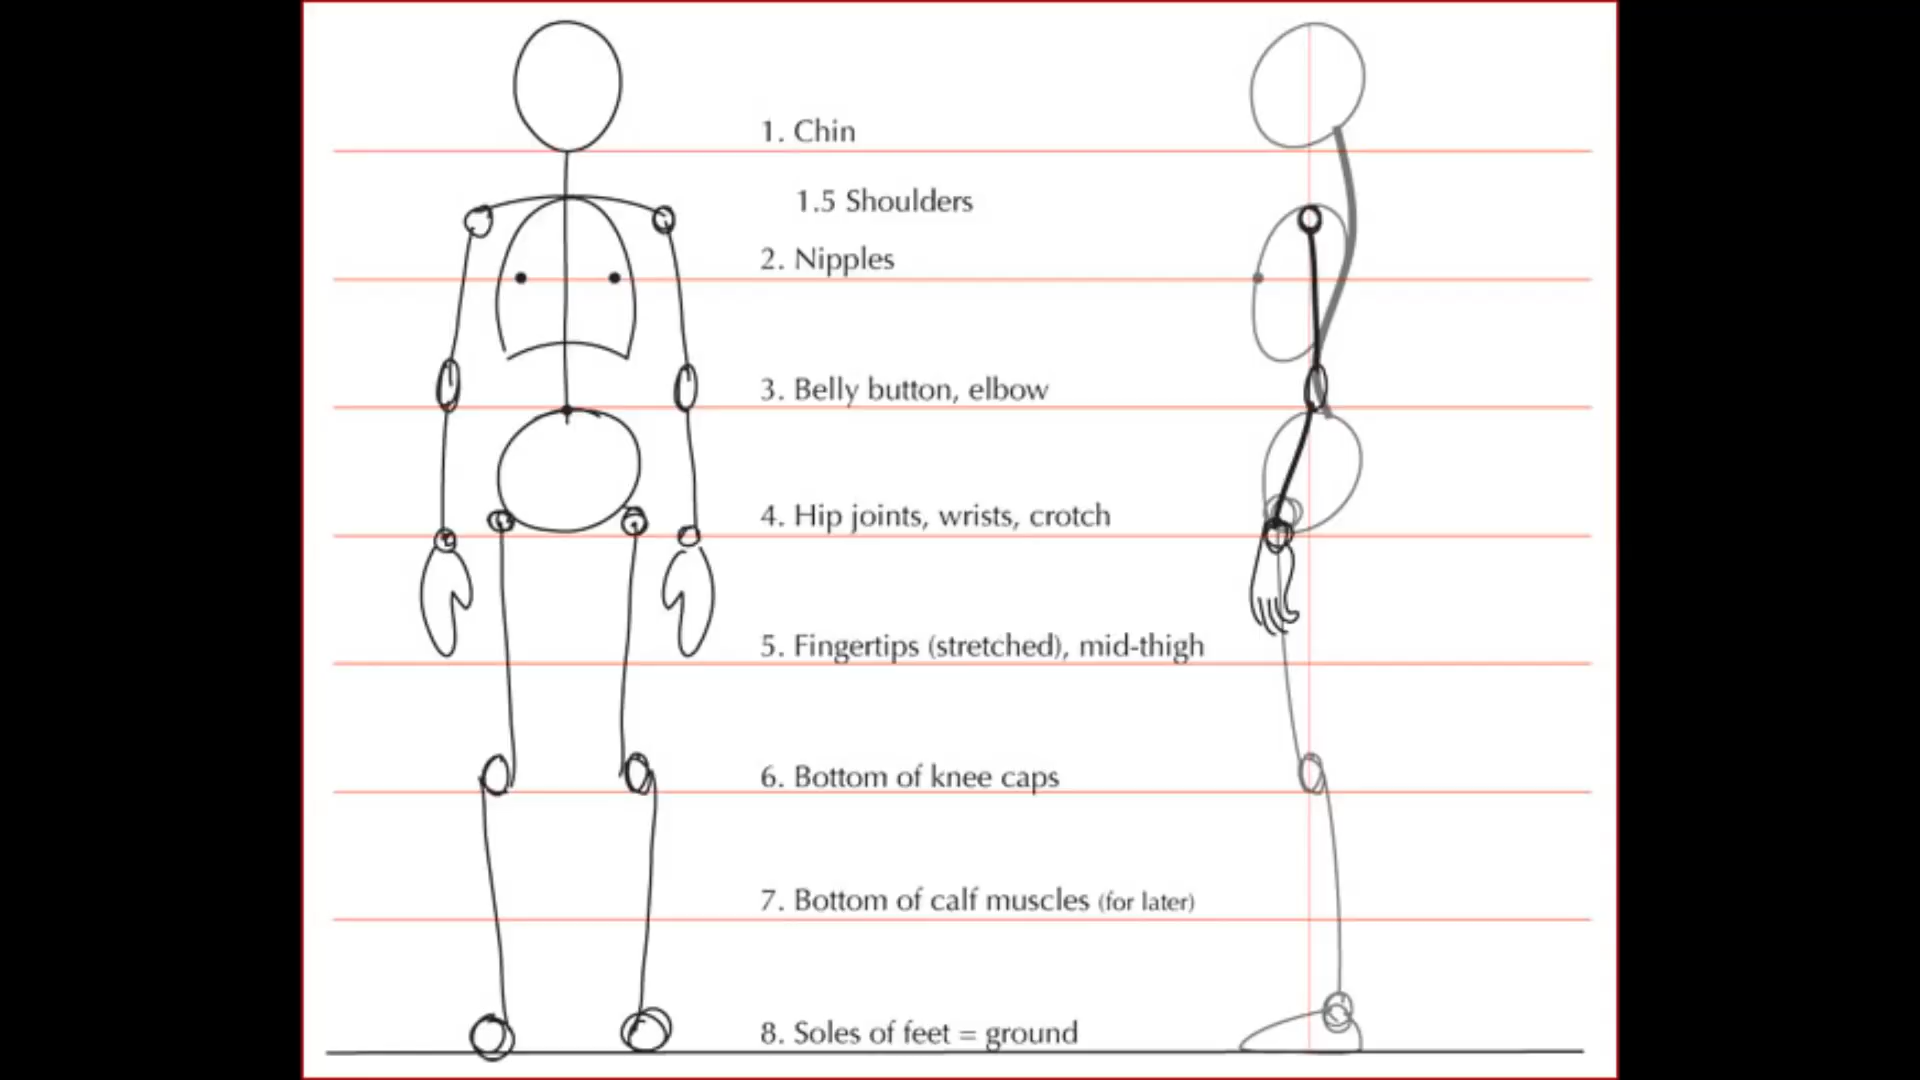 1. Chin
1.5 Shoulders
2. Nipples
3. Belly button, elbow
4. Hip joints, wrists, crotch
5. Fingertips (stretched), mid-thigh
6. Bottom of knee caps
7. Bottom of calf muscles (for later)
8. Soles of feet = ground